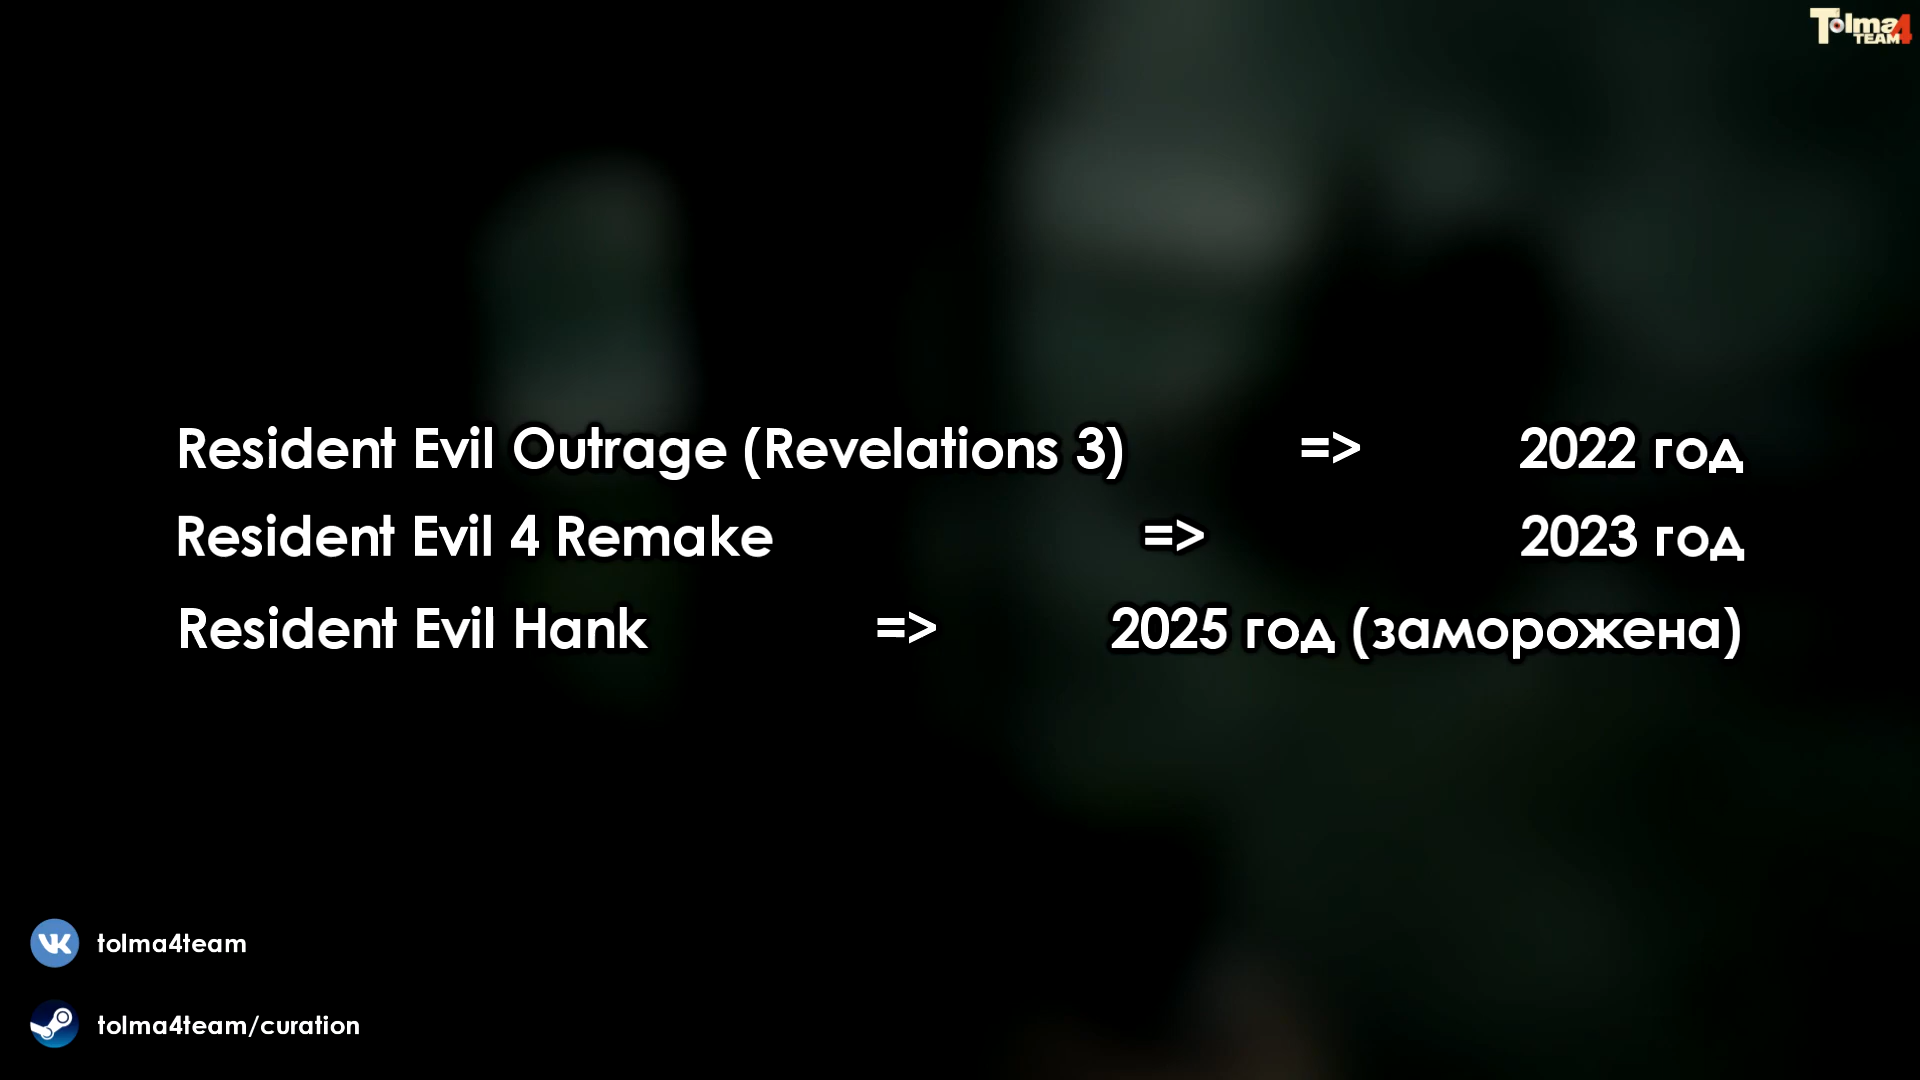 Tolma4
TEAM
Resident Evil Outrage (Revelations 3) => 2022 год
Resident Evil 4 Remake => 2023 год
Resident Evil Hank => 2025 год (заморожена)
tolma4team
tolma4team/curation